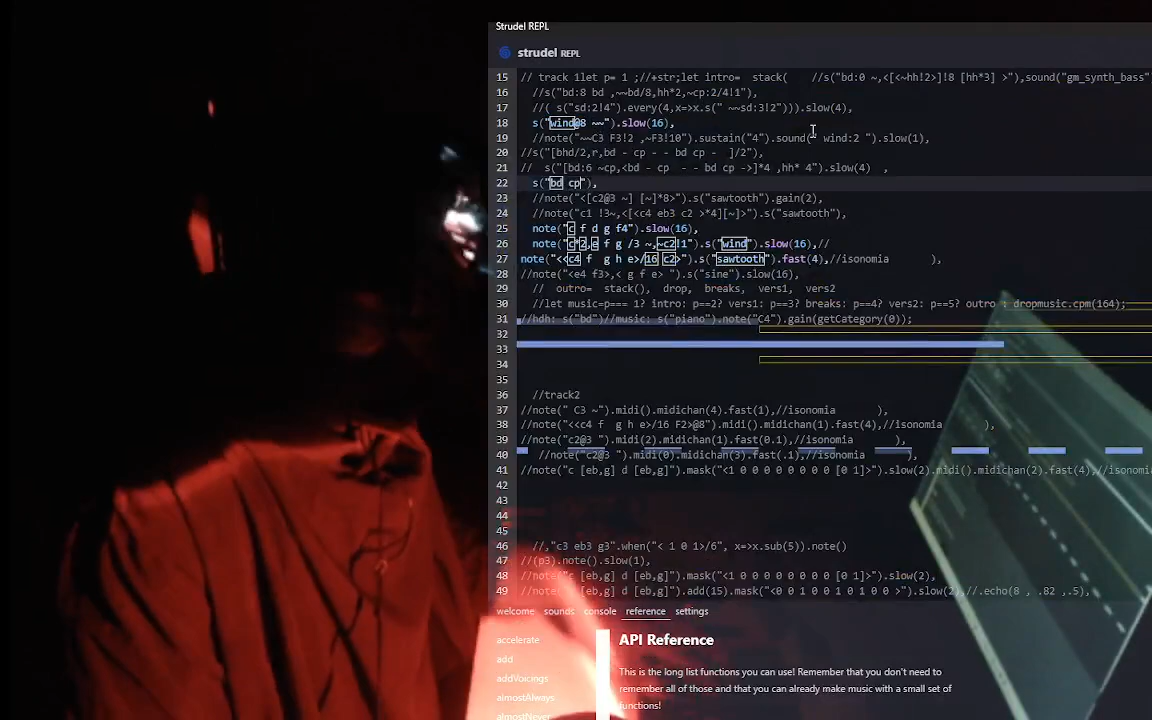 Strudel REPL
strudel REPL
15 // track 1let p= 1 ;//+str;let intro= stack( //s("bd:0 ~,<[<~hh!2>]!8 [hh*3] >"),sound("gm_synth_bass"
16 //s("bd:8 bd ,~~bd/8,hh*2,~cp:2/4!1"),
17 //( s("sd:2!4").every(4,x=>x.s(" ~~sd:3!2"))).slow(4),
18 s("wind@8 ~~").slow(16),
19 //note("~~C3 F3!2 ,~F3!10").sustain("4").sound(" wind:2 ").slow(1),
20 //s("[bhd/2,r,bd - cp - - bd cp - ]/2"),
21 // s("[bd:6 ~cp,<bd - cp - - bd cp ->]*4 ,hh* 4").slow(4) ,
22 s("bd cp"),
23 //note("<[c2@3 ~] [~]*8>").s("sawtooth").gain(2),
24 //note("c1 !3~,<[<c4 eb3 c2 >*4][~]>").s("sawtooth"),
25 note("c f d g f4").slow(16),
26 note("c*2,e f g /3 ~,~c2!1").s("wind").slow(16),//
27 note("<<c4 f g h e>/16 c2>").s("sawtooth").fast(4),//isonomia ),
28 //note("<e4 f3>,< g f e> ").s("sine").slow(16),
29 // outro= stack(), drop, breaks, vers1, vers2
30 //let music=p=== 1? intro: p==2? vers1: p==3? breaks: p==4? vers2: p==5? outro : dropmusic.cpm(164);
31 //hdh: s("bd")//music: s("piano").note("C4").gain(getCategory(0));
32
33
34
35
36 //track2
37 //note(" C3 ~").midi().midichan(4).fast(1),//isonomia ),
38 //note("<<c4 f g h e>/16 F2>@8").midi().midichan(1).fast(4),//isonomia ),
39 //note("c2@3 ").midi(2).midichan(1).fast(0.1),//isonomia ),
40 //note("c2@3 ").midi(0).midichan(3).fast(.1),//isonomia ),
41 //note("c [eb,g] d [eb,g]").mask("<1 0 0 0 0 0 0 0 [0 1]>").slow(2).midi().midichan(2).fast(4),//isonomia
42
43
44
45
46 //,"c3 eb3 g3".when("< 1 0 1>/6", x=>x.sub(5)).note()
47 //(p3).note().slow(1),
48 //note("c [eb,g] d [eb,g]").mask("<1 0 0 0 0 0 0 0 [0 1]>").slow(2),
49 //note("c [eb,g] d [eb,g]").add(15).mask("<0 0 1 0 0 1 0 1 0 0 >").slow(2),//.echo(8 , .82 ,.5),
welcome sounds console reference settings
accelerate
add
addVoicings
almostAlways
almostNever
API Reference
This is the long list functions you can use! Remember that you don't need to
remember all of those and that you can already make music with a small set of
functions!